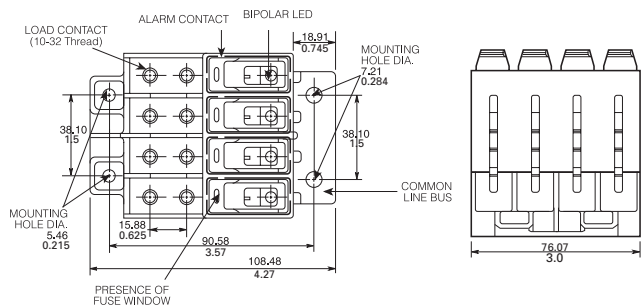 ALARM CONTACT
BIPOLAR LED
LOAD CONTACT
(10-32 Thread)
18.91
0.745
MOUNTING
HOLE DIA.
7.21
0.284
38.10
1.5
38.10
1.5
COMMON
LINE BUS
MOUNTING
HOLE DIA.
5.46
0.215
15.88
0.625
90.58
3.57
108.48
4.27
PRESENCE OF
FUSE WINDOW
76.07
3.0